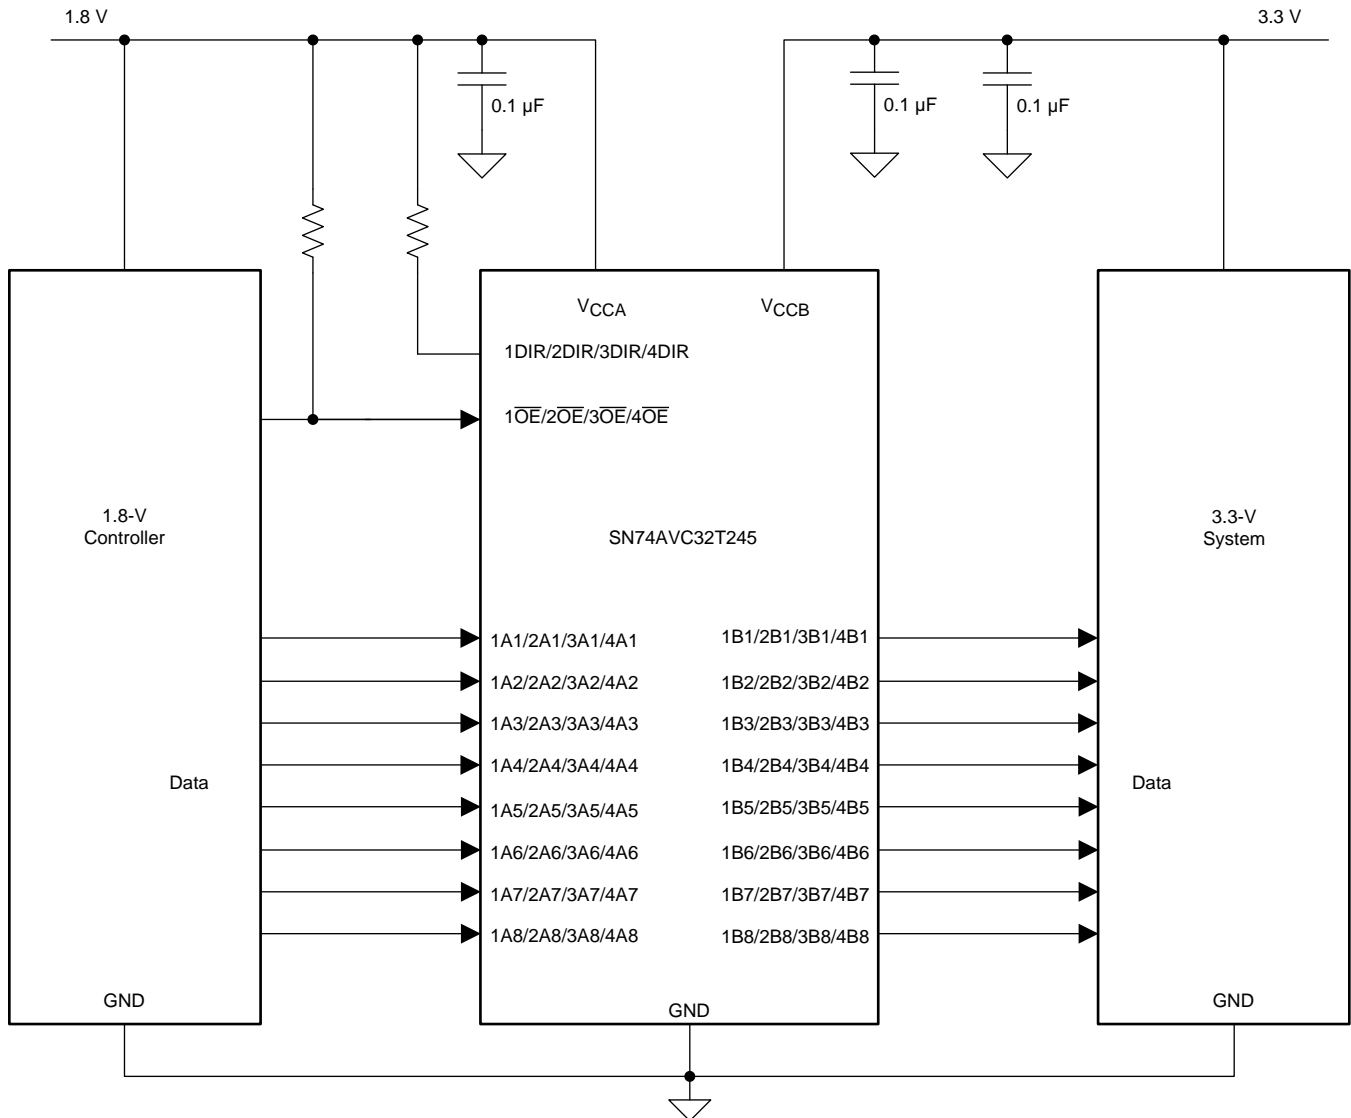 1.8 V
3.3 V
0.1 µF
0.1 µF
0.1 µF
VCCA
VCCB
1DIR/2DIR/3DIR/4DIR
1O̅E̅/2O̅E̅/3O̅E̅/4O̅E̅
1.8-V
Controller
SN74AVC32T245
3.3-V
System
1A1/2A1/3A1/4A1
1B1/2B1/3B1/4B1
1A2/2A2/3A2/4A2
1B2/2B2/3B2/4B2
1A3/2A3/3A3/4A3
1B3/2B3/3B3/4B3
1A4/2A4/3A4/4A4
1B4/2B4/3B4/4B4
Data
Data
1A5/2A5/3A5/4A5
1B5/2B5/3B5/4B5
1A6/2A6/3A6/4A6
1B6/2B6/3B6/4B6
1A7/2A7/3A7/4A7
1B7/2B7/3B7/4B7
1A8/2A8/3A8/4A8
1B8/2B8/3B8/4B8
GND
GND
GND